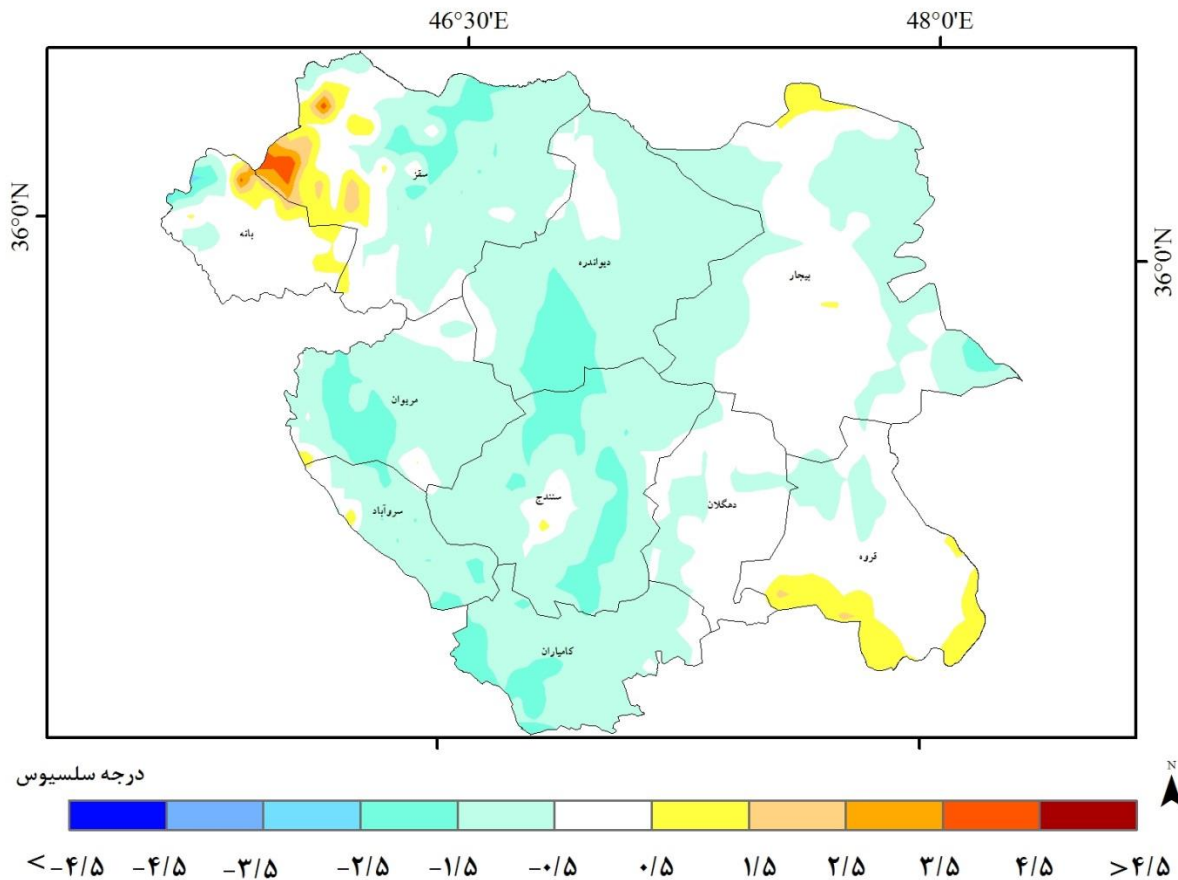 46°30'E 48°0'E
36°0'N
36°0'N
سقز
بانه
دیواندره
بیجار
مریوان
سنندج
دهگلان
سروآباد
قروه
کامیاران
درجه سلسیوس
N
< -۴/۵ -۴/۵ -۳/۵ -۲/۵ -۱/۵ -۰/۵ ۰/۵ ۱/۵ ۲/۵ ۳/۵ ۴/۵ >۴/۵